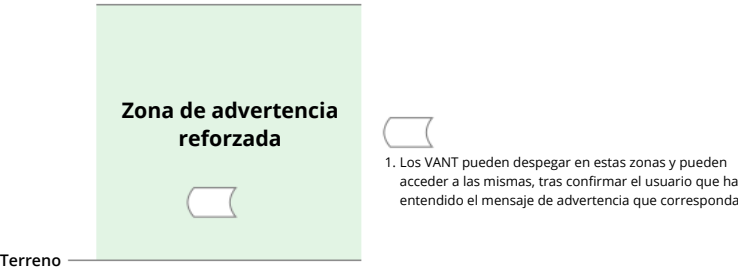 Zona de advertencia
reforzada
1. Los VANT pueden despegar en estas zonas y pueden
acceder a las mismas, tras confirmar el usuario que ha
entendido el mensaje de advertencia que corresponda
Terreno